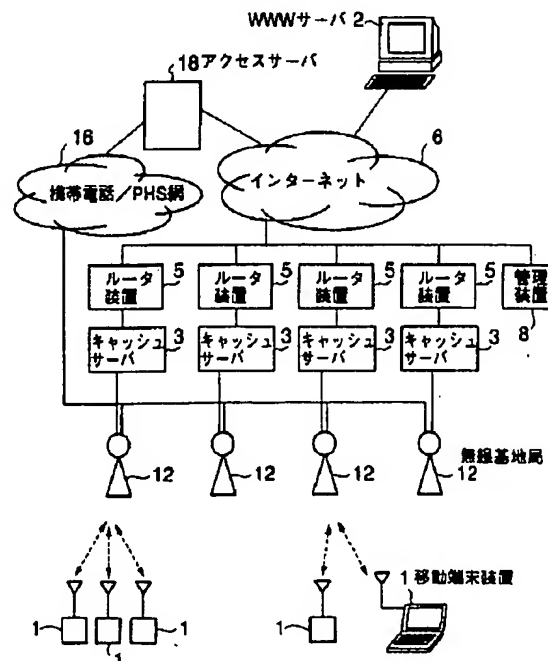 WWWサーバ 2
18 アクセスサーバ
16
6
携帯電話/PHS網
インターネット
ルータ装置 5
ルータ装置 5
ルータ装置 5
ルータ装置 5
管理装置 8
キャッシュサーバ 3
キャッシュサーバ 3
キャッシュサーバ 3
キャッシュサーバ 3
無線基地局
12
12
12
12
1 移動端末装置
1
1
1
1